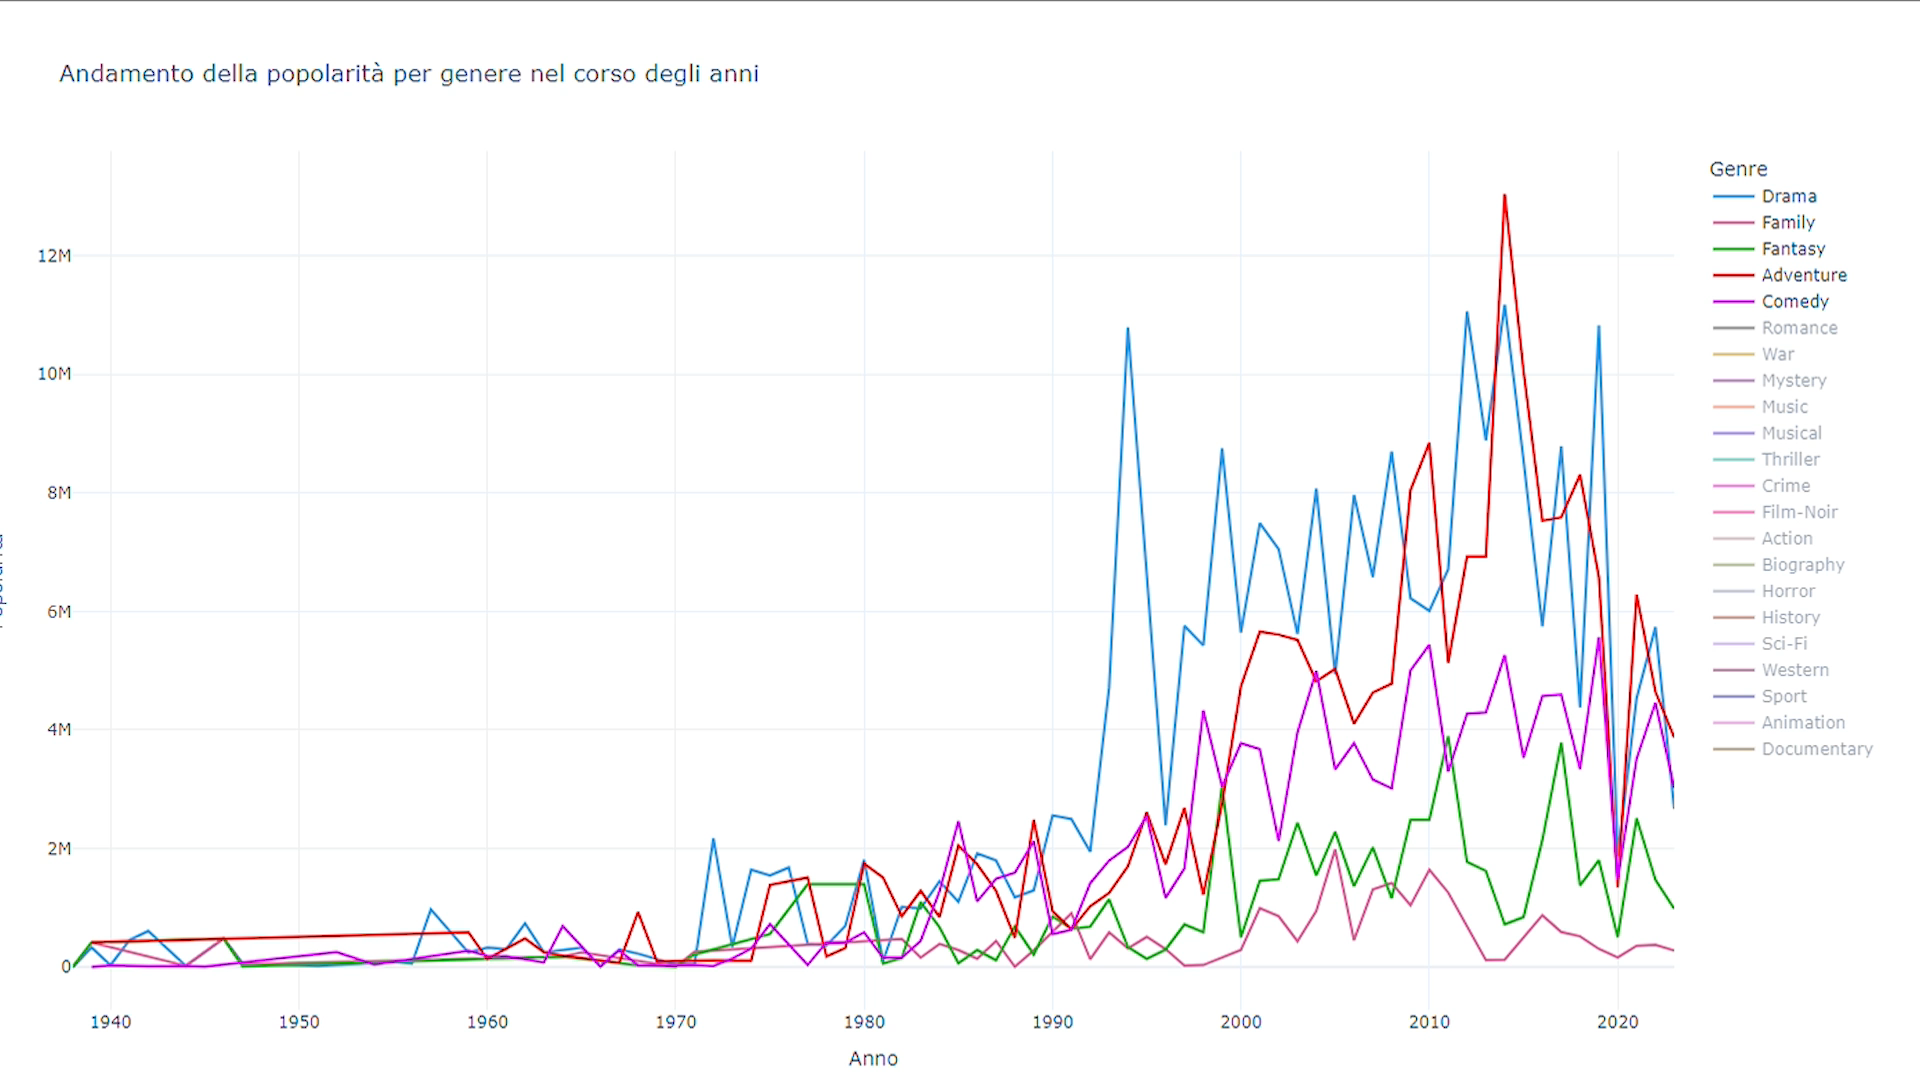 Andamento della popolarità per genere nel corso degli anni
Genre
Drama
Family
Fantasy
Adventure
Comedy
Romance
War
Mystery
Music
Musical
Thriller
Crime
Film-Noir
Action
Biography
Horror
History
Sci-Fi
Western
Sport
Animation
Documentary
12M
10M
8M
6M
4M
2M
0
1940
1950
1960
1970
1980
1990
2000
2010
2020
Anno